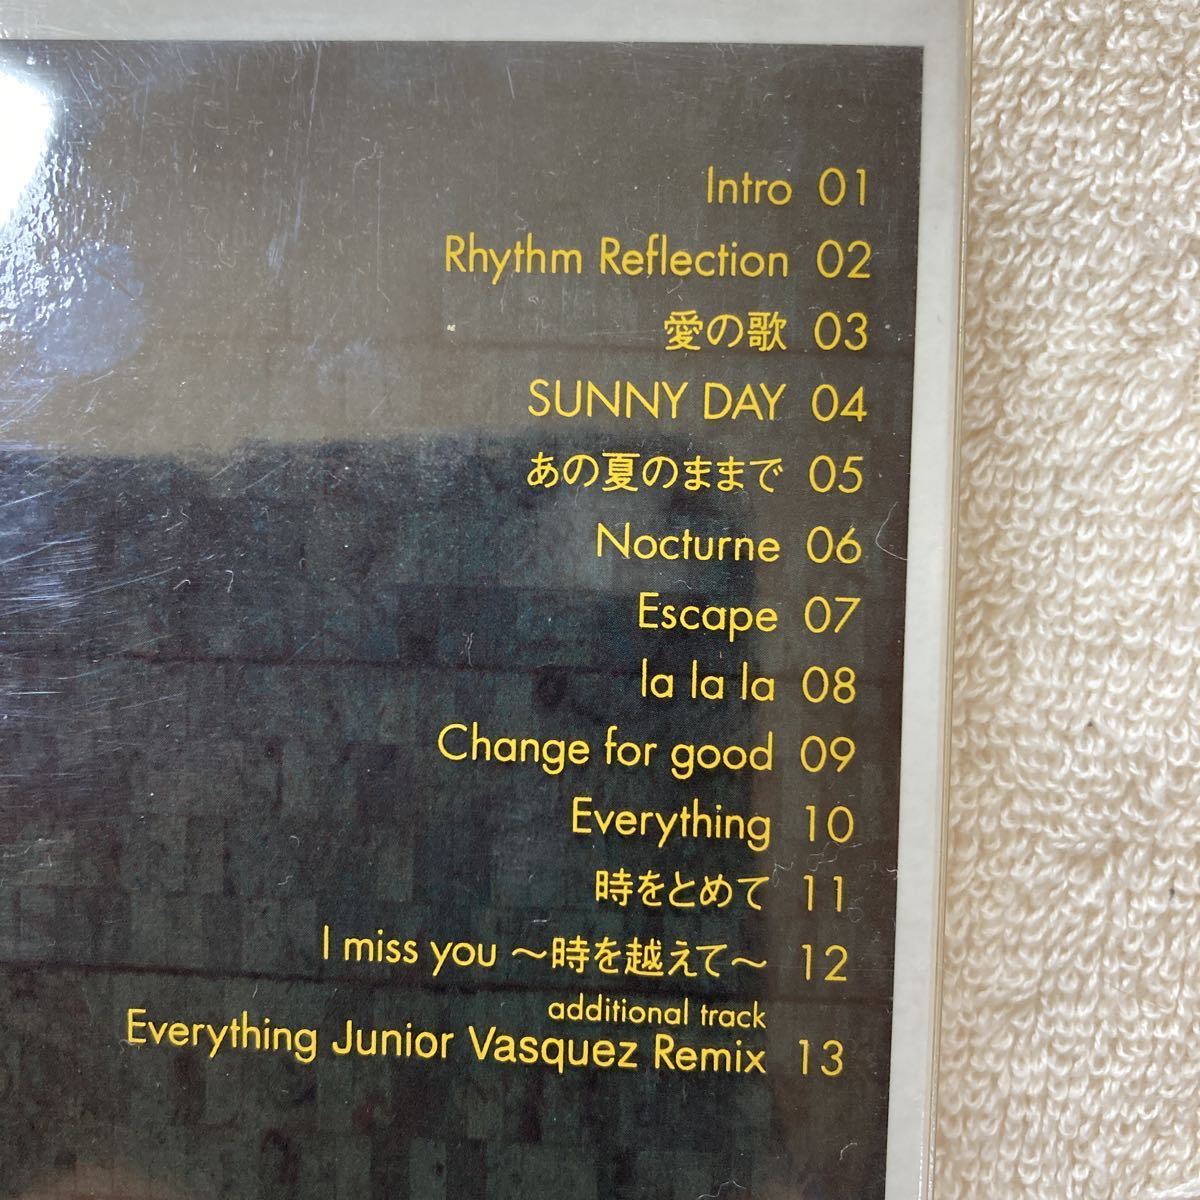 Intro 01
Rhythm Reflection 02
愛の歌 03
SUNNY DAY 04
あの夏のままで 05
Nocturne 06
Escape 07
la la la 08
Change for good 09
Everything 10
時をとめて 11
I miss you 〜時を越えて〜 12
additional track
Everything Junior Vasquez Remix 13